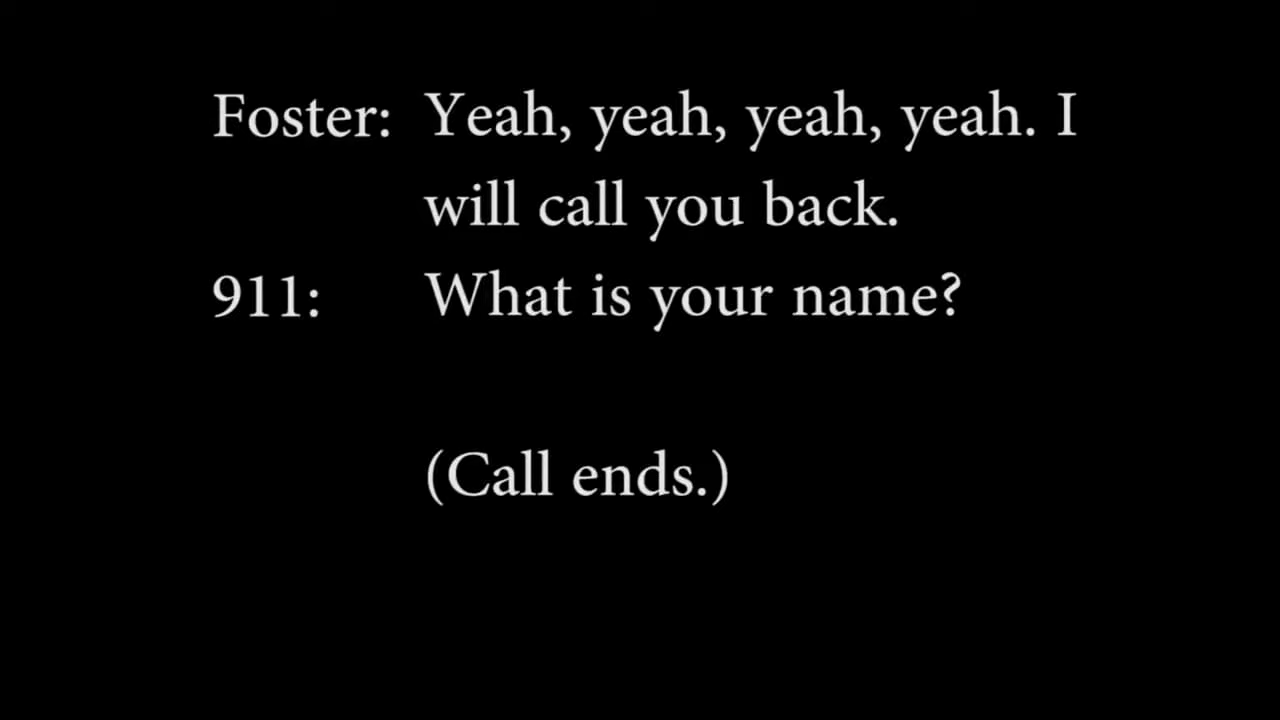 Foster: Yeah, yeah, yeah, yeah. I
will call you back.
911: What is your name?
(Call ends.)